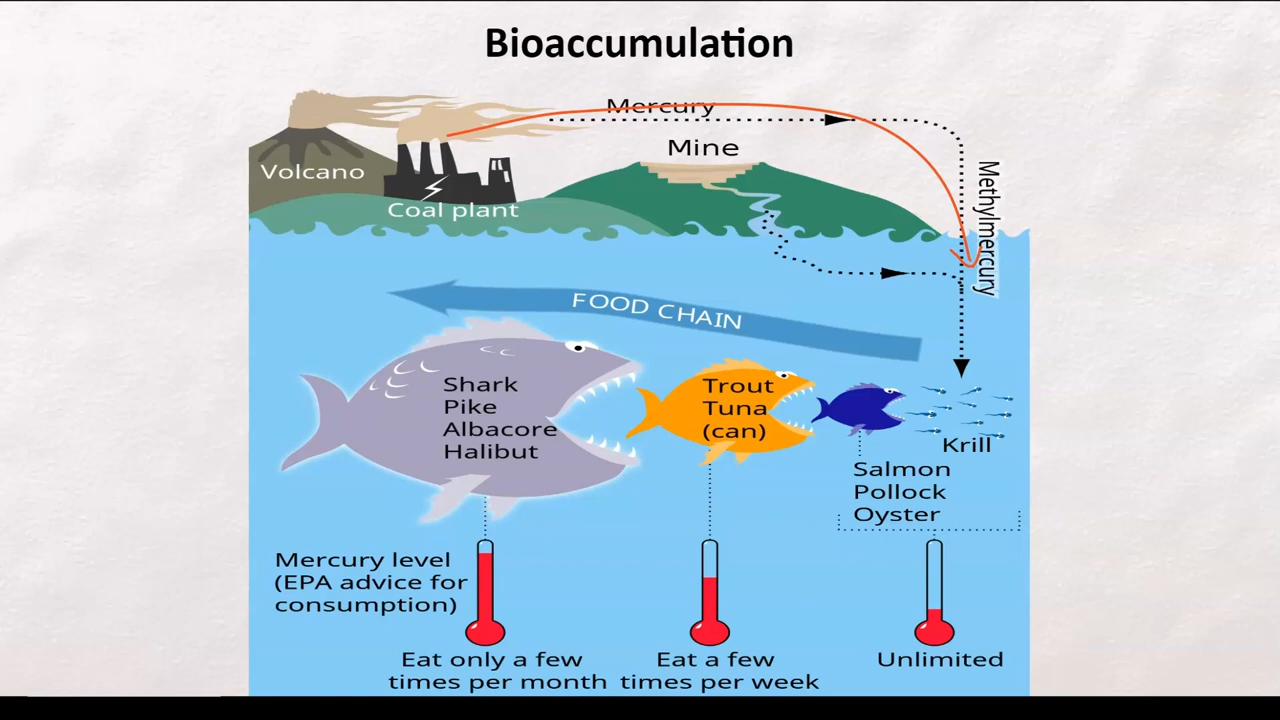 Bioaccumulation
Mercury
Mine
Volcano
Methylmercury
Coal plant
FOOD CHAIN
Shark
Pike
Albacore
Halibut
Trout
Tuna
(can)
Krill
Salmon
Pollock
Oyster
Mercury level
(EPA advice for
consumption)
Eat only a few
times per month
Eat a few
times per week
Unlimited